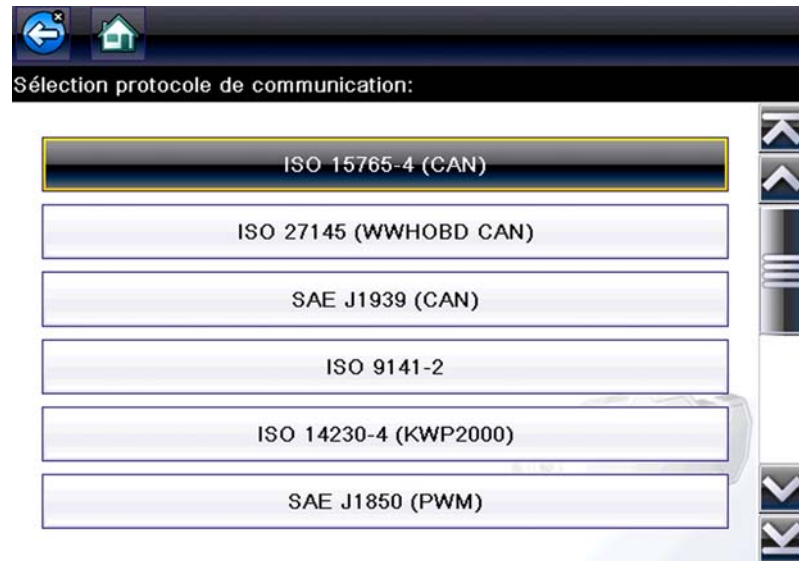 Sélection protocole de communication:
ISO 15765-4 (CAN)
ISO 27145 (WWHOBD CAN)
SAE J1939 (CAN)
ISO 9141-2
ISO 14230-4 (KWP2000)
SAE J1850 (PWM)